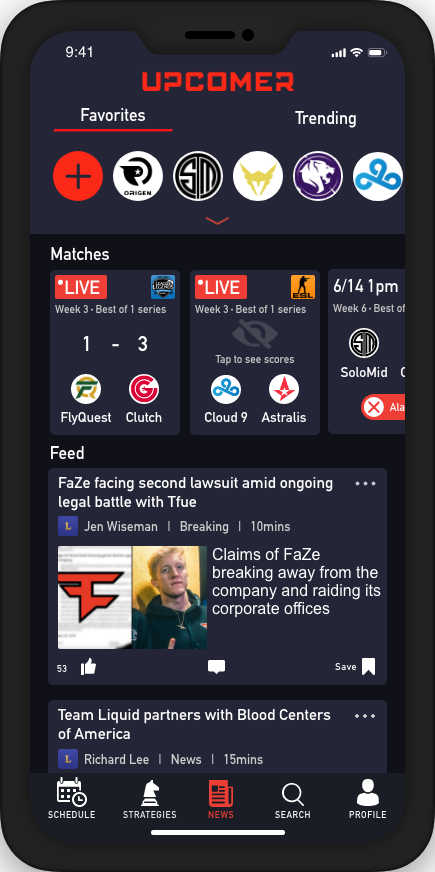 9:41
UPCOMER
Favorites
Trending
ORIGEN
Matches
LIVE
Week 3 · Best of 1 series
1 - 3
FlyQuest Clutch
LIVE
ESL
Week 3 · Best of 1 series
Tap to see scores
Cloud 9 Astralis
6/14 1pm
Week 6 · Best of
SoloMid
Ala
Feed
FaZe facing second lawsuit amid ongoing
legal battle with Tfue
Jen Wiseman | Breaking | 10mins
Claims of FaZe
breaking away from the
company and raiding its
corporate offices
53
Save
Team Liquid partners with Blood Centers
of America
Richard Lee | News | 15mins
SCHEDULE
STRATEGIES
NEWS
SEARCH
PROFILE